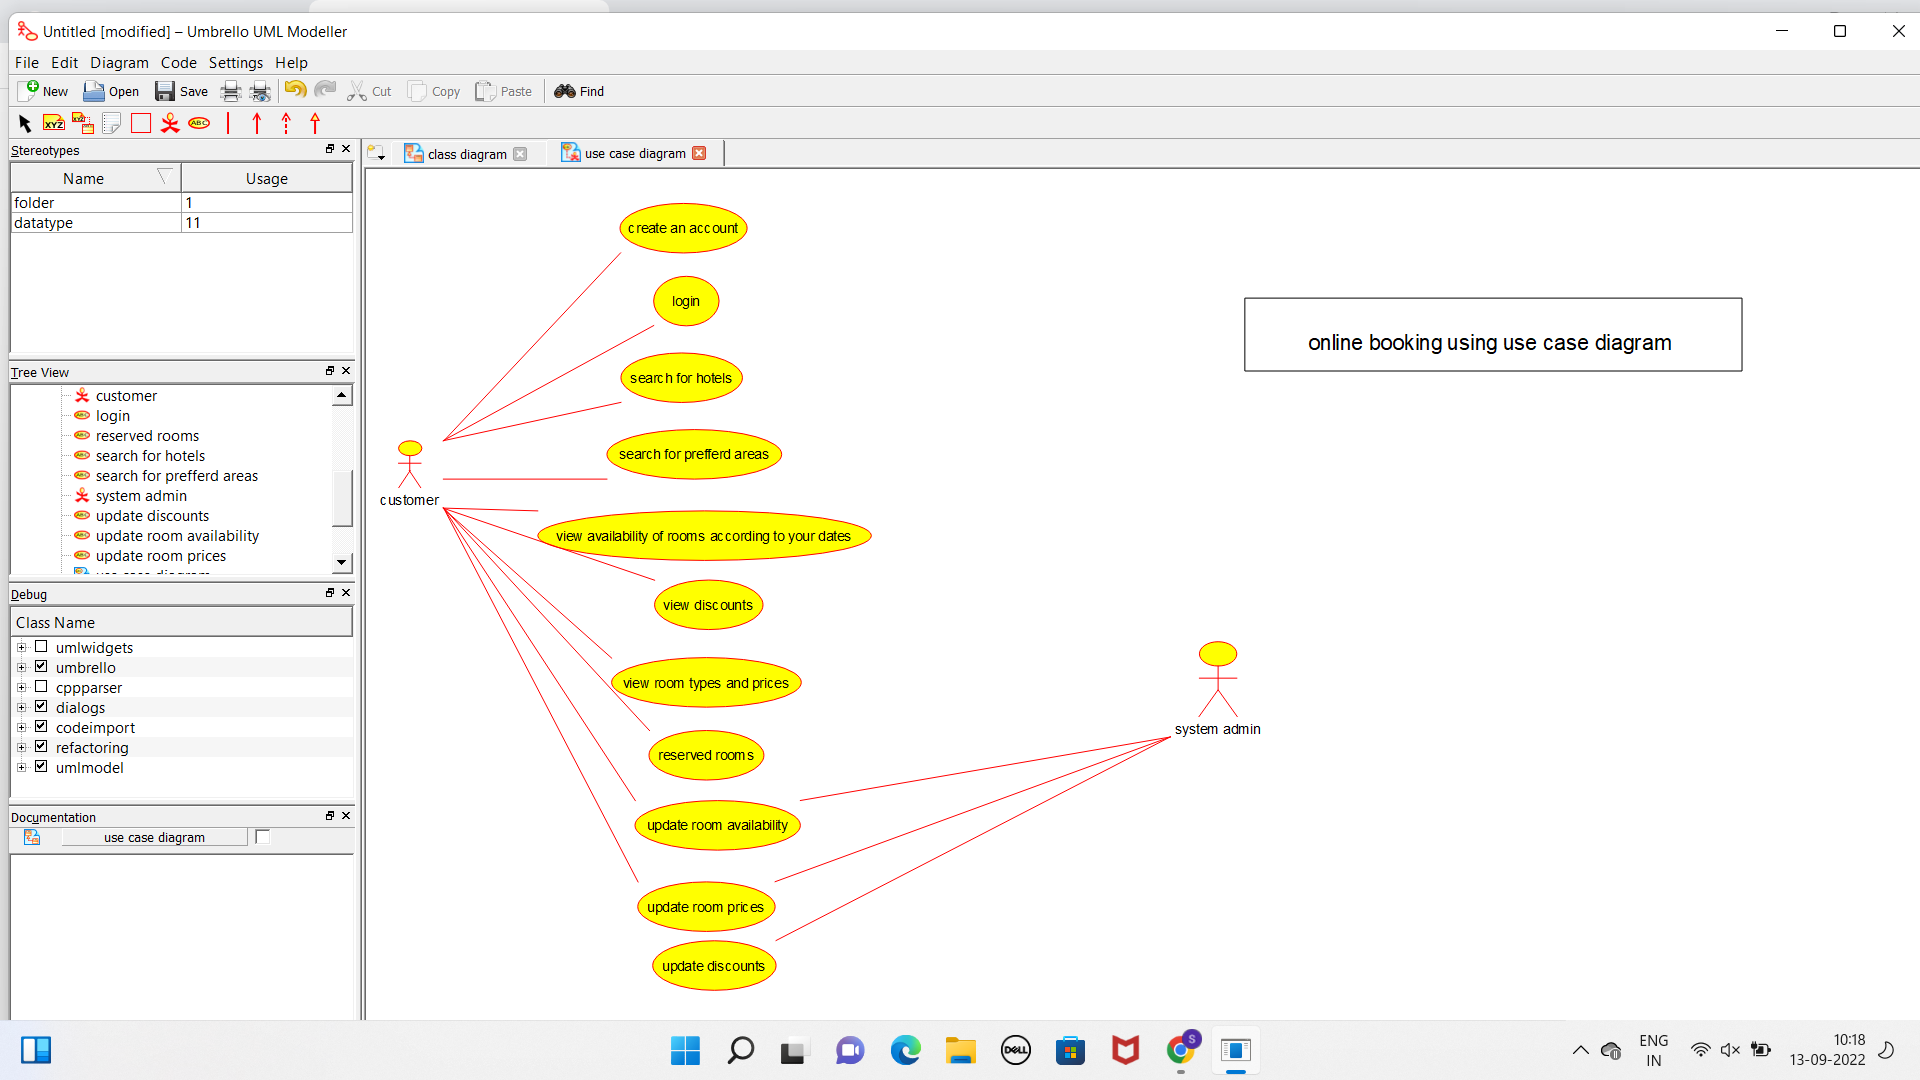 Untitled [modified] – Umbrello UML Modeller
File Edit Diagram Code Settings Help
New Open Save Cut Copy Paste Find
XYZ XYZ ABC
Stereotypes
Name Usage
folder 1
datatype 11
Tree View
customer
login
reserved rooms
search for hotels
search for prefferd areas
system admin
update discounts
update room availability
update room prices
Debug
Class Name
umlwidgets
umbrello
cppparser
dialogs
codeimport
refactoring
umlmodel
Documentation
use case diagram
class diagram use case diagram
create an account
login
search for hotels
search for prefferd areas
customer
view availability of rooms according to your dates
view discounts
view room types and prices
reserved rooms
update room availability
update room prices
update discounts
online booking using use case diagram
system admin
DELL
S
ENG
IN
10:18
13-09-2022